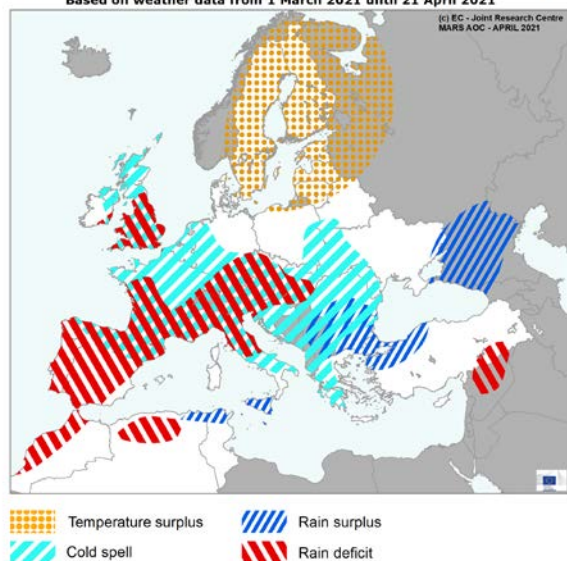 Based on weather data from 1 March 2021 until 21 April 2021
(c) EC - Joint Research Centre
MARS AOC - APRIL 2021
Temperature surplus
Rain surplus
Cold spell
Rain deficit